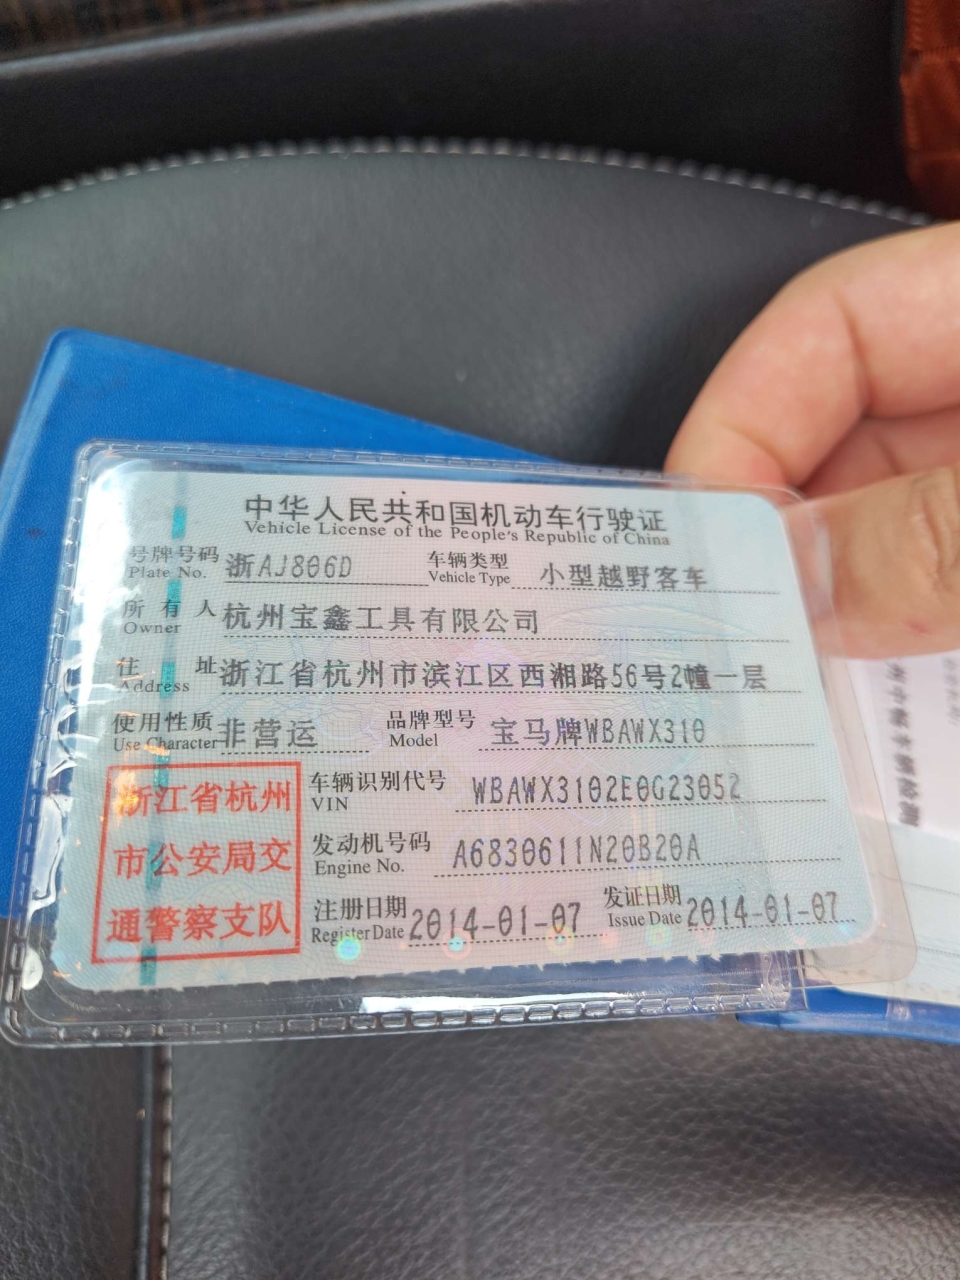 中华人民共和国机动车行驶证
Vehicle License of the People's Republic of China
号牌号码 浙AJ806D 车辆类型 小型越野客车
Plate No. Vehicle Type
所有人 杭州宝鑫工具有限公司
Owner
住址 浙江省杭州市滨江区西湘路56号2幢一层
Address
使用性质 非营运 品牌型号 宝马牌WBAWX310
Use Character Model
浙江省杭州
市公安局交
通警察支队
车辆识别代号 WBAWX3102E0G23052
VIN
发动机号码 A6830611N20B20A
Engine No.
注册日期 2014-01-07 发证日期 2014-01-07
Register Date Issue Date